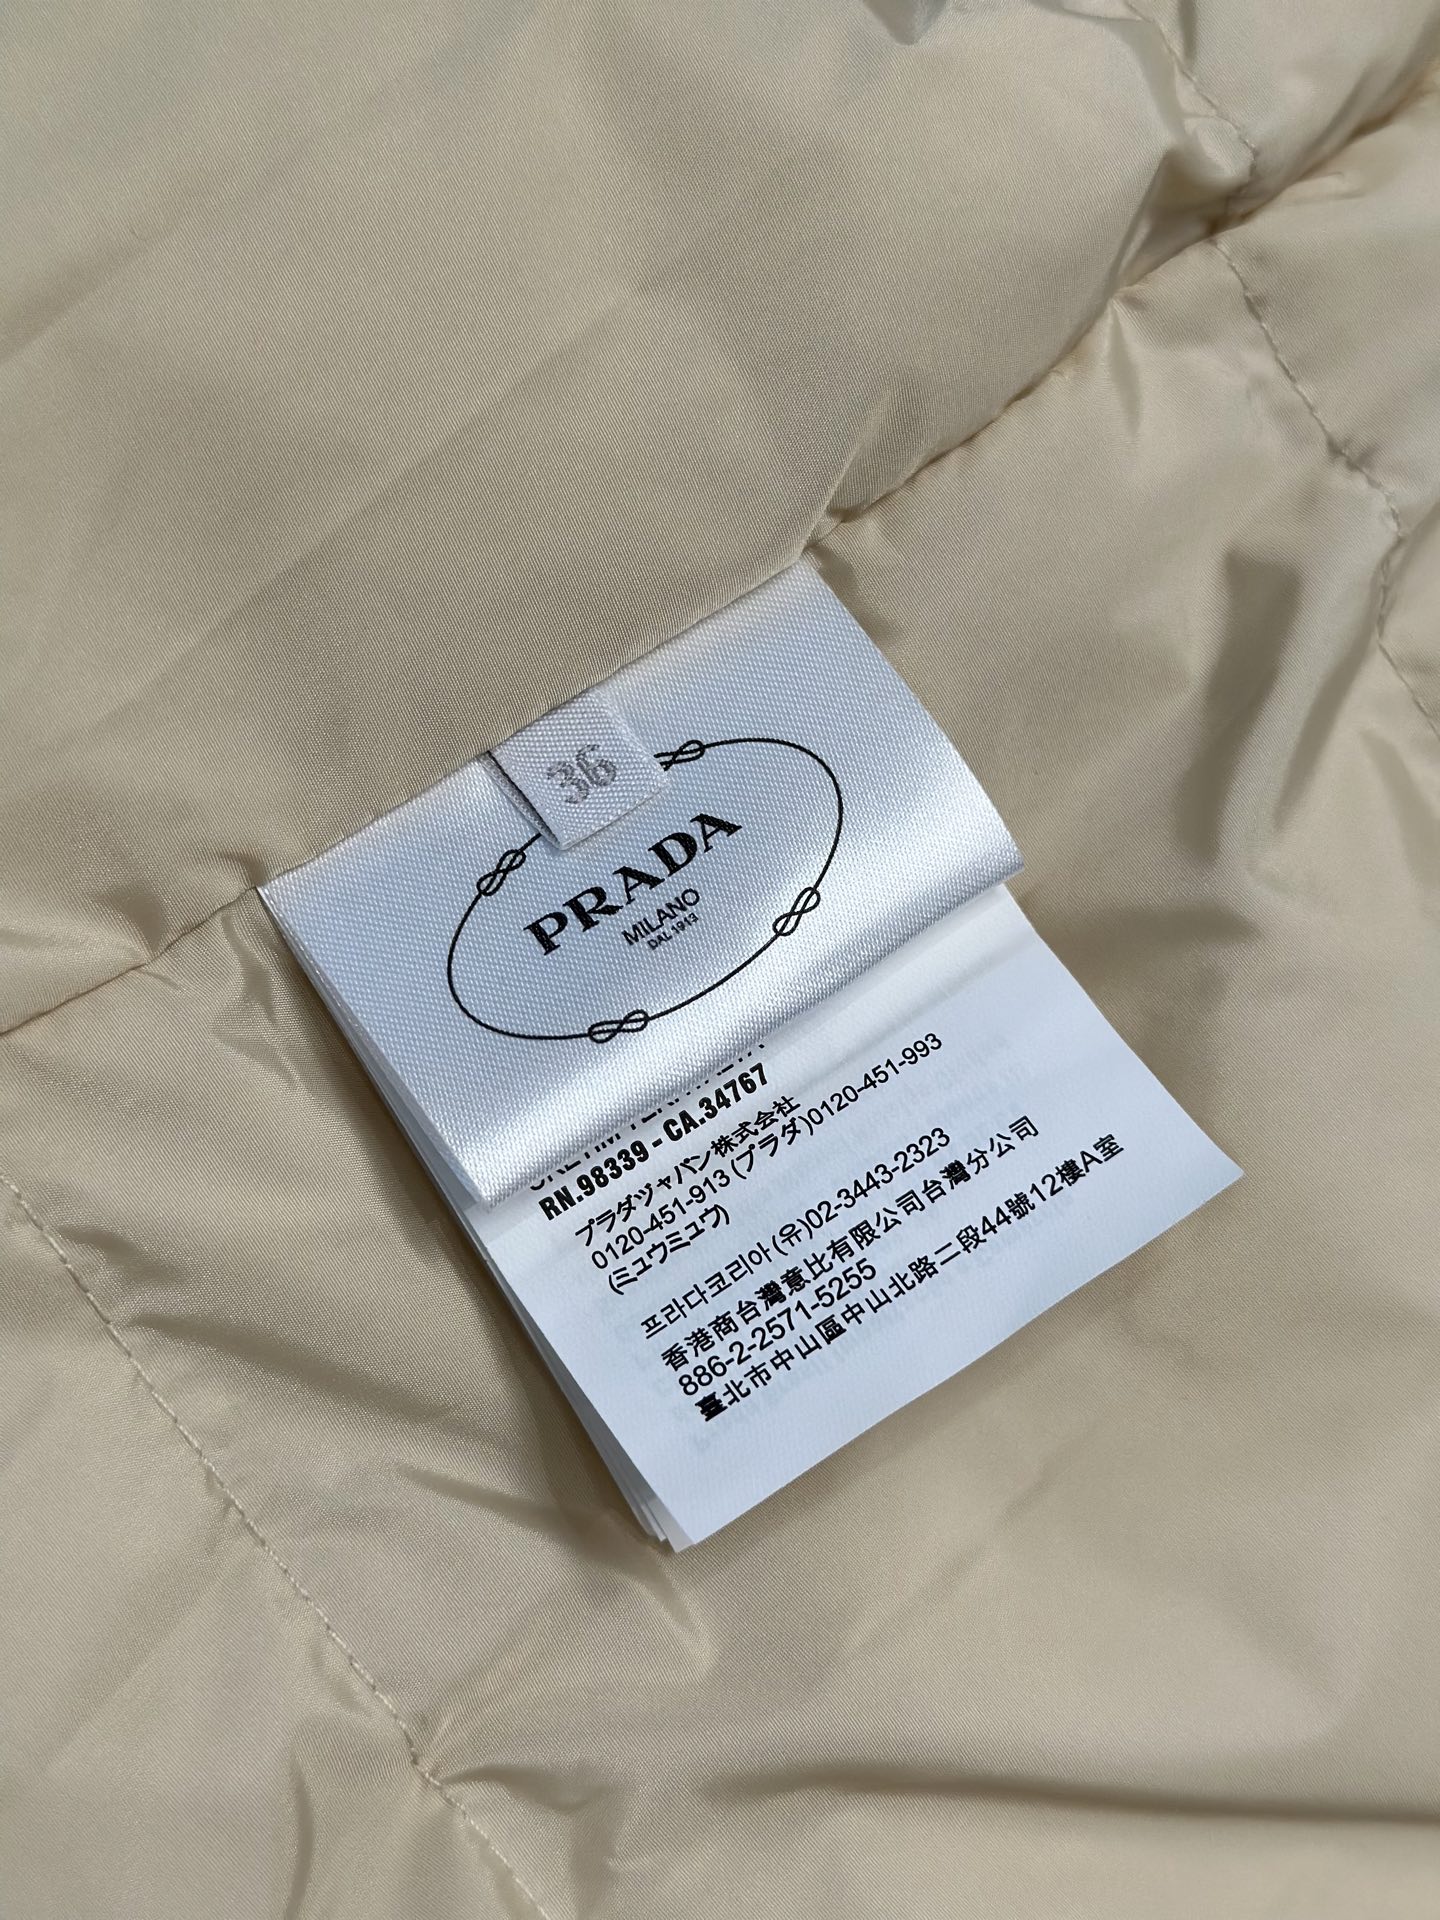 36
PRADA
MILANO
DAL 1913
RN.98339 - CA.34767
プラダヅャパン株式会社
0120-451-913 (プラダ)0120-451-993
(ミュウミュウ)
프라다코리아 (유)02-3443-2323
香港商台灣意比有限公司台灣分公司
886-2-2571-5255
臺北市中山區中山北路二段44號12樓A室